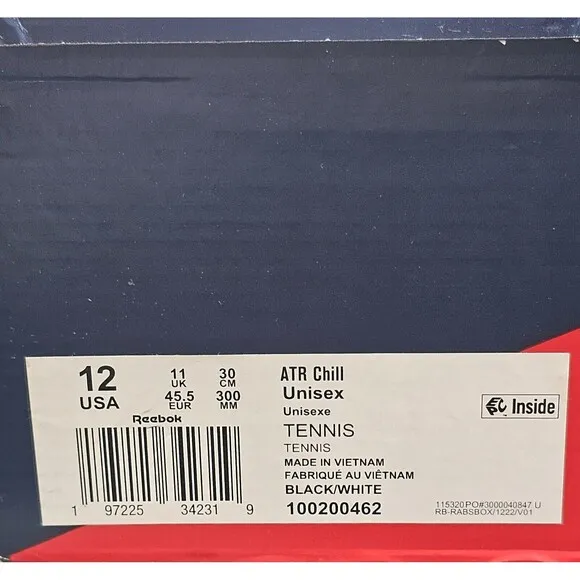 12
USA
11
UK
45.5
EUR
30
CM
300
MM
Reebok
1 97225 34231 9
ATR Chill
Unisex
Unisexe
TENNIS
TENNIS
MADE IN VIETNAM
FABRIQUÉ AU VIÊTNAM
BLACK/WHITE
100200462
Inside
115320PO#3000040847 U
RB-RABSBOX/1222/V01